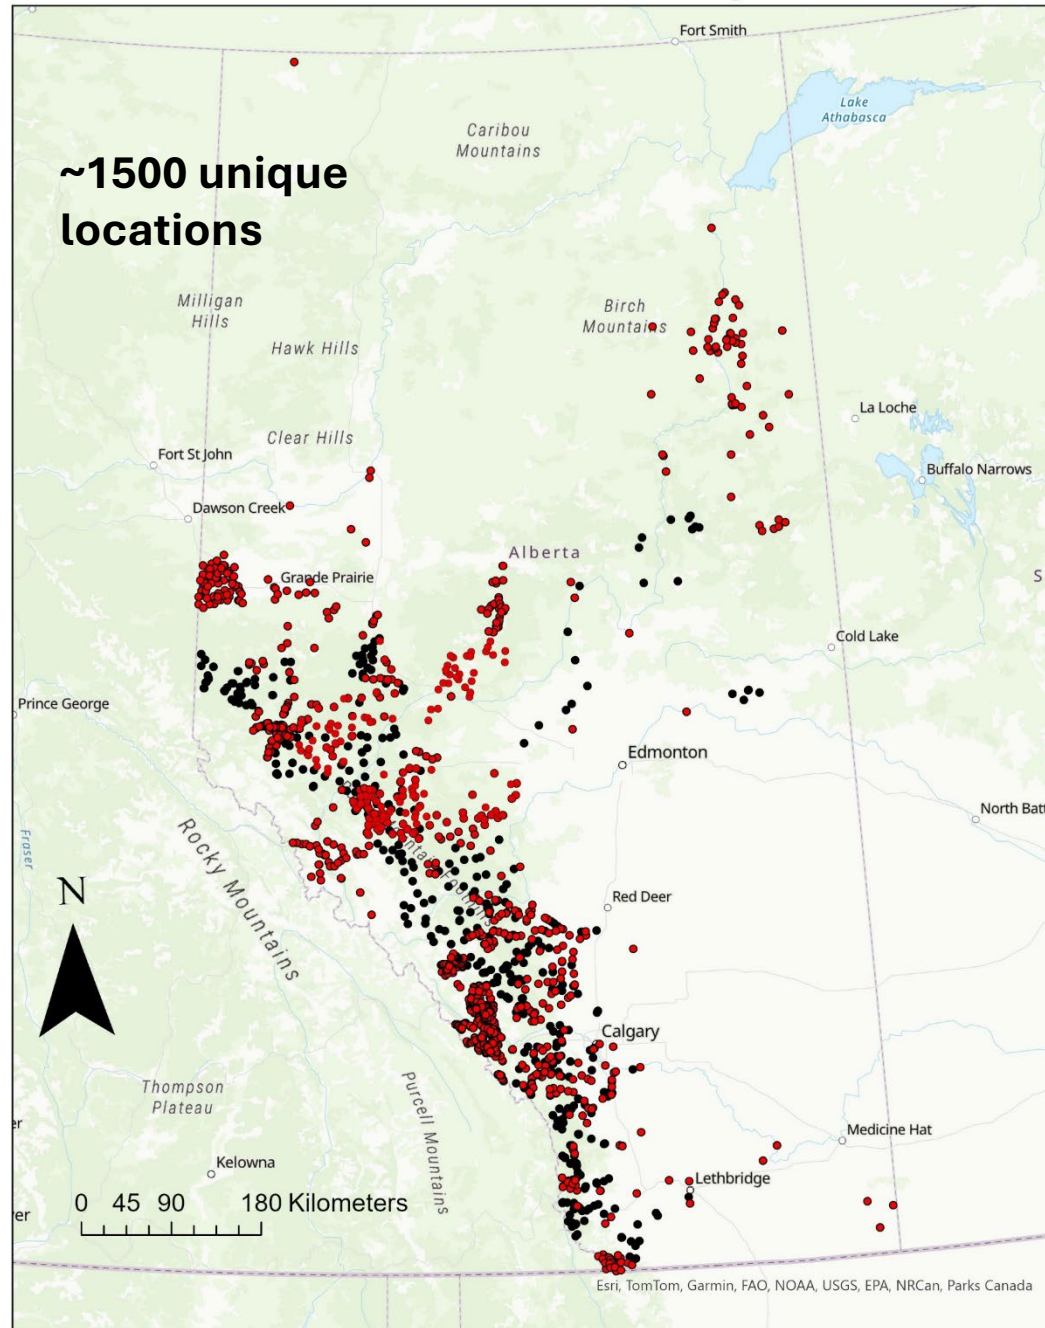 Fort Smith
Lake
Athabasca
Caribou
Mountains
~1500 unique
locations
Milligan
Hills
Birch
Mountains
Hawk Hills
La Loche
Clear Hills
Fort St John
Buffalo Narrows
Dawson Creek
Alberta
S
Grande Prairie
Cold Lake
Prince George
Edmonton
North Batt
Fraser
Rocky Mountains
Red Deer
N
Calgary
Thompson
Plateau
Purcell Mountains
er
Medicine Hat
Kelowna
Lethbridge
0 45 90 180 Kilometers
er
Esri, TomTom, Garmin, FAO, NOAA, USGS, EPA, NRCan, Parks Canada